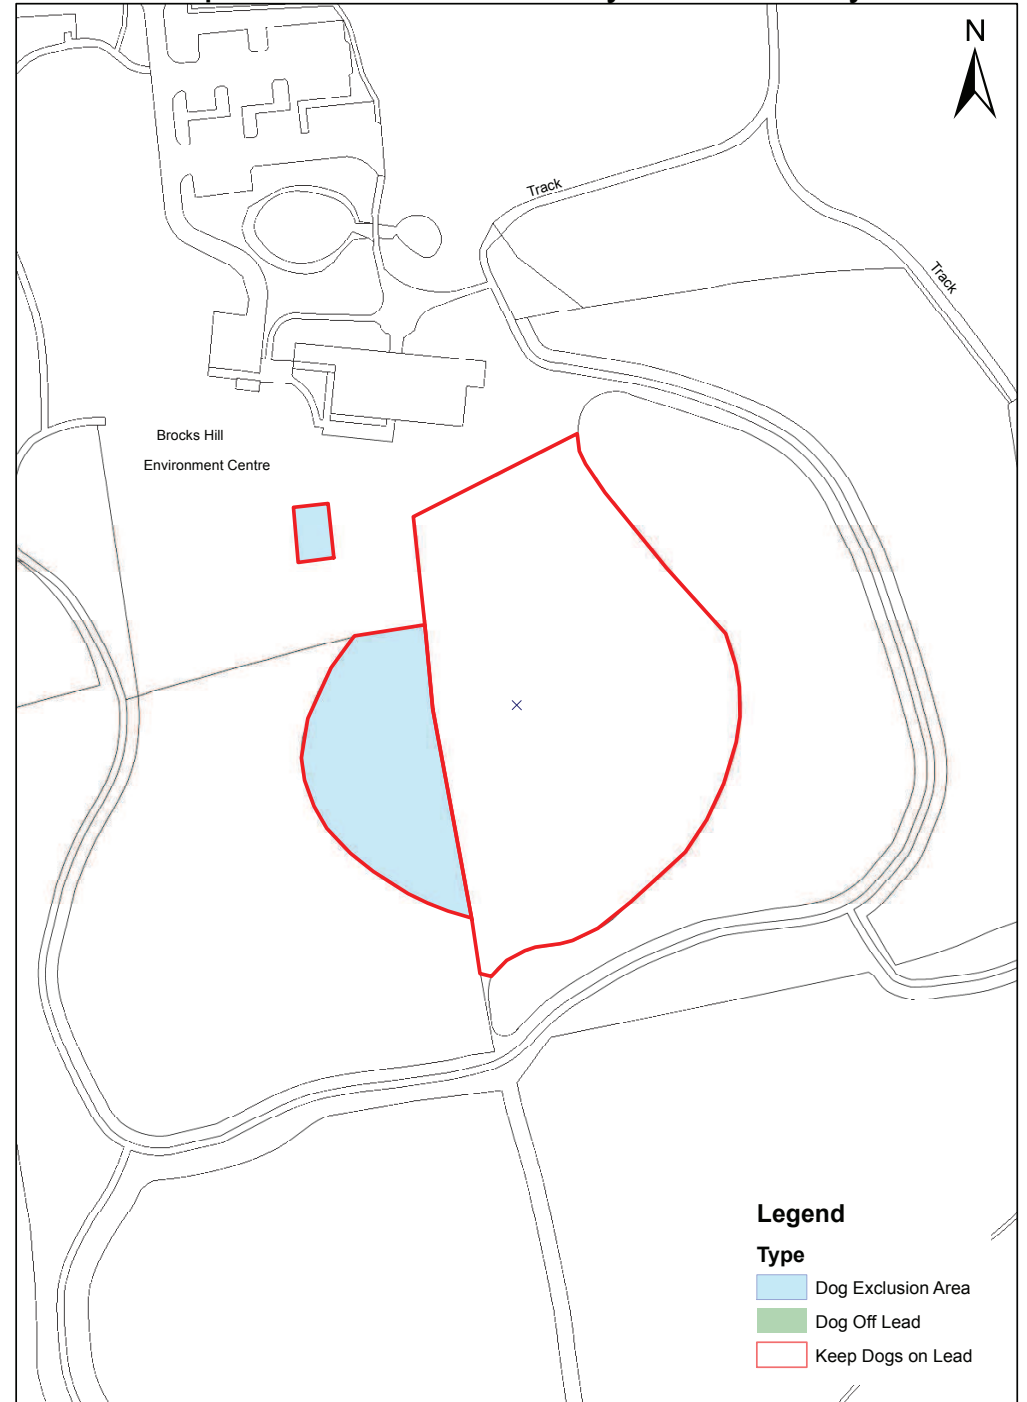 N
Track
Track
Brocks Hill
Environment Centre
Legend
Type
Dog Exclusion Area
Dog Off Lead
Keep Dogs on Lead